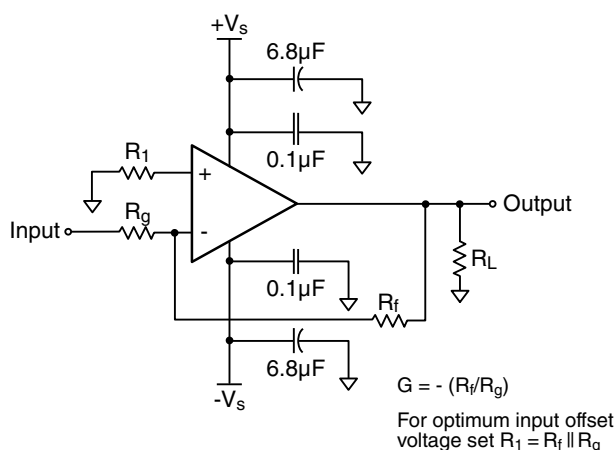 +Vs
6.8µF
0.1µF
R1
+
Rg
-
Input
Output
RL
0.1µF
Rf
6.8µF
-Vs
G = - (Rf/Rg)
For optimum input offset
voltage set R1 = Rf || Rg